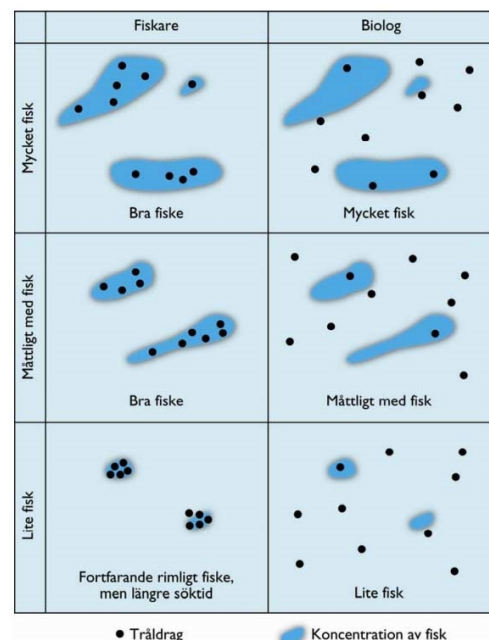 Fiskare
Biolog
Mycket fisk
Bra fiske
Mycket fisk
Måttligt med fisk
Bra fiske
Måttligt med fisk
Lite fisk
Fortfarande rimligt fiske,
men längre söktid
Lite fisk
Tråldrag
Koncentration av fisk